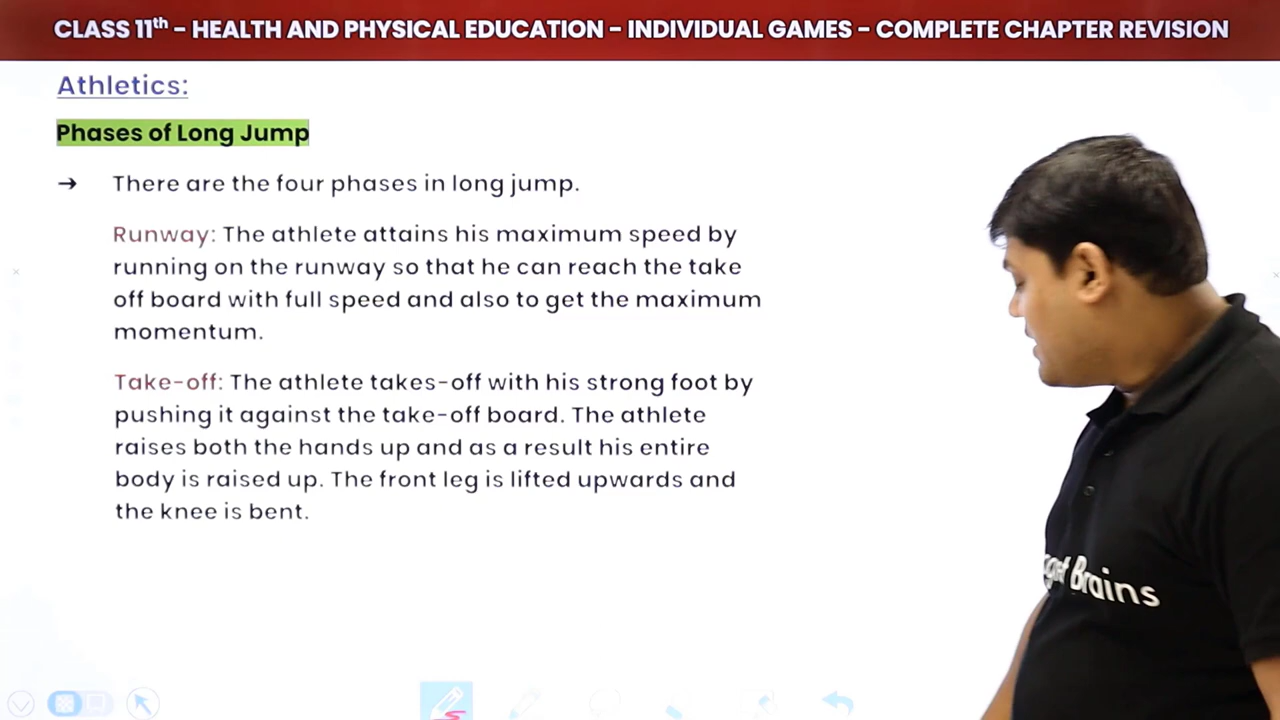 CLASS 11th - HEALTH AND PHYSICAL EDUCATION - INDIVIDUAL GAMES - COMPLETE CHAPTER REVISION
Athletics:
Phases of Long Jump
→ There are the four phases in long jump.
Runway: The athlete attains his maximum speed by
running on the runway so that he can reach the take
off board with full speed and also to get the maximum
momentum.
Take-off: The athlete takes-off with his strong foot by
pushing it against the take-off board. The athlete
raises both the hands up and as a result his entire
body is raised up. The front leg is lifted upwards and
the knee is bent.
Brains